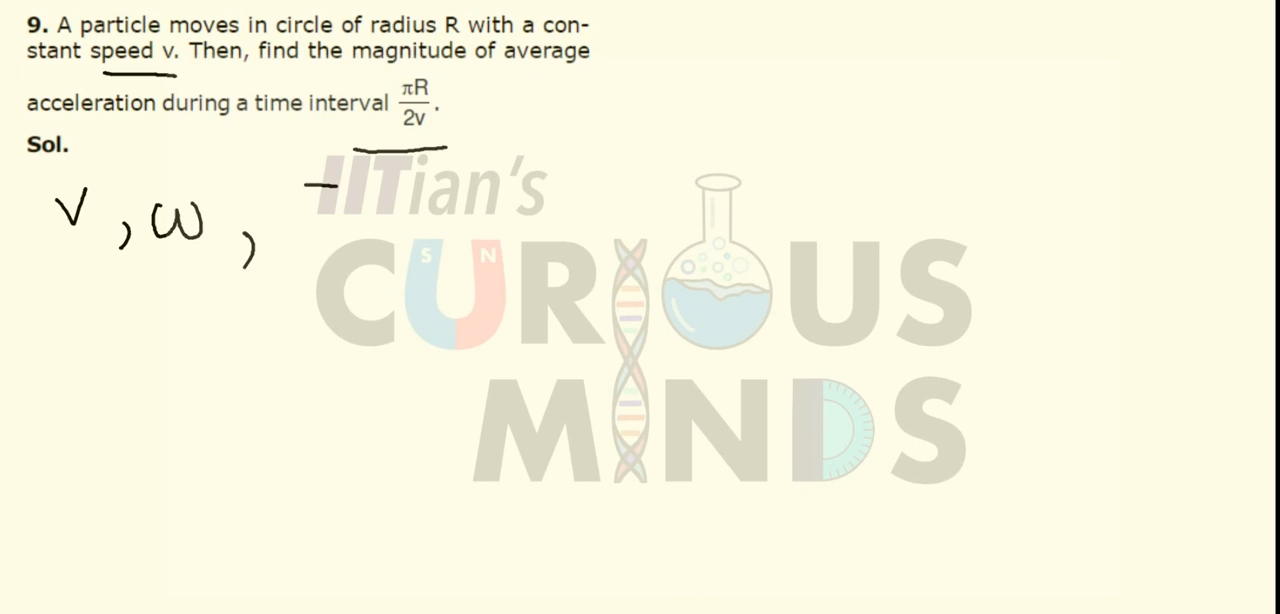 9. A particle moves in circle of radius R with a con-
stant speed v. Then, find the magnitude of average
acceleration during a time interval πR/2v.
Sol.
v, ω,
IITian's
CURIOUS
MINDS
S N